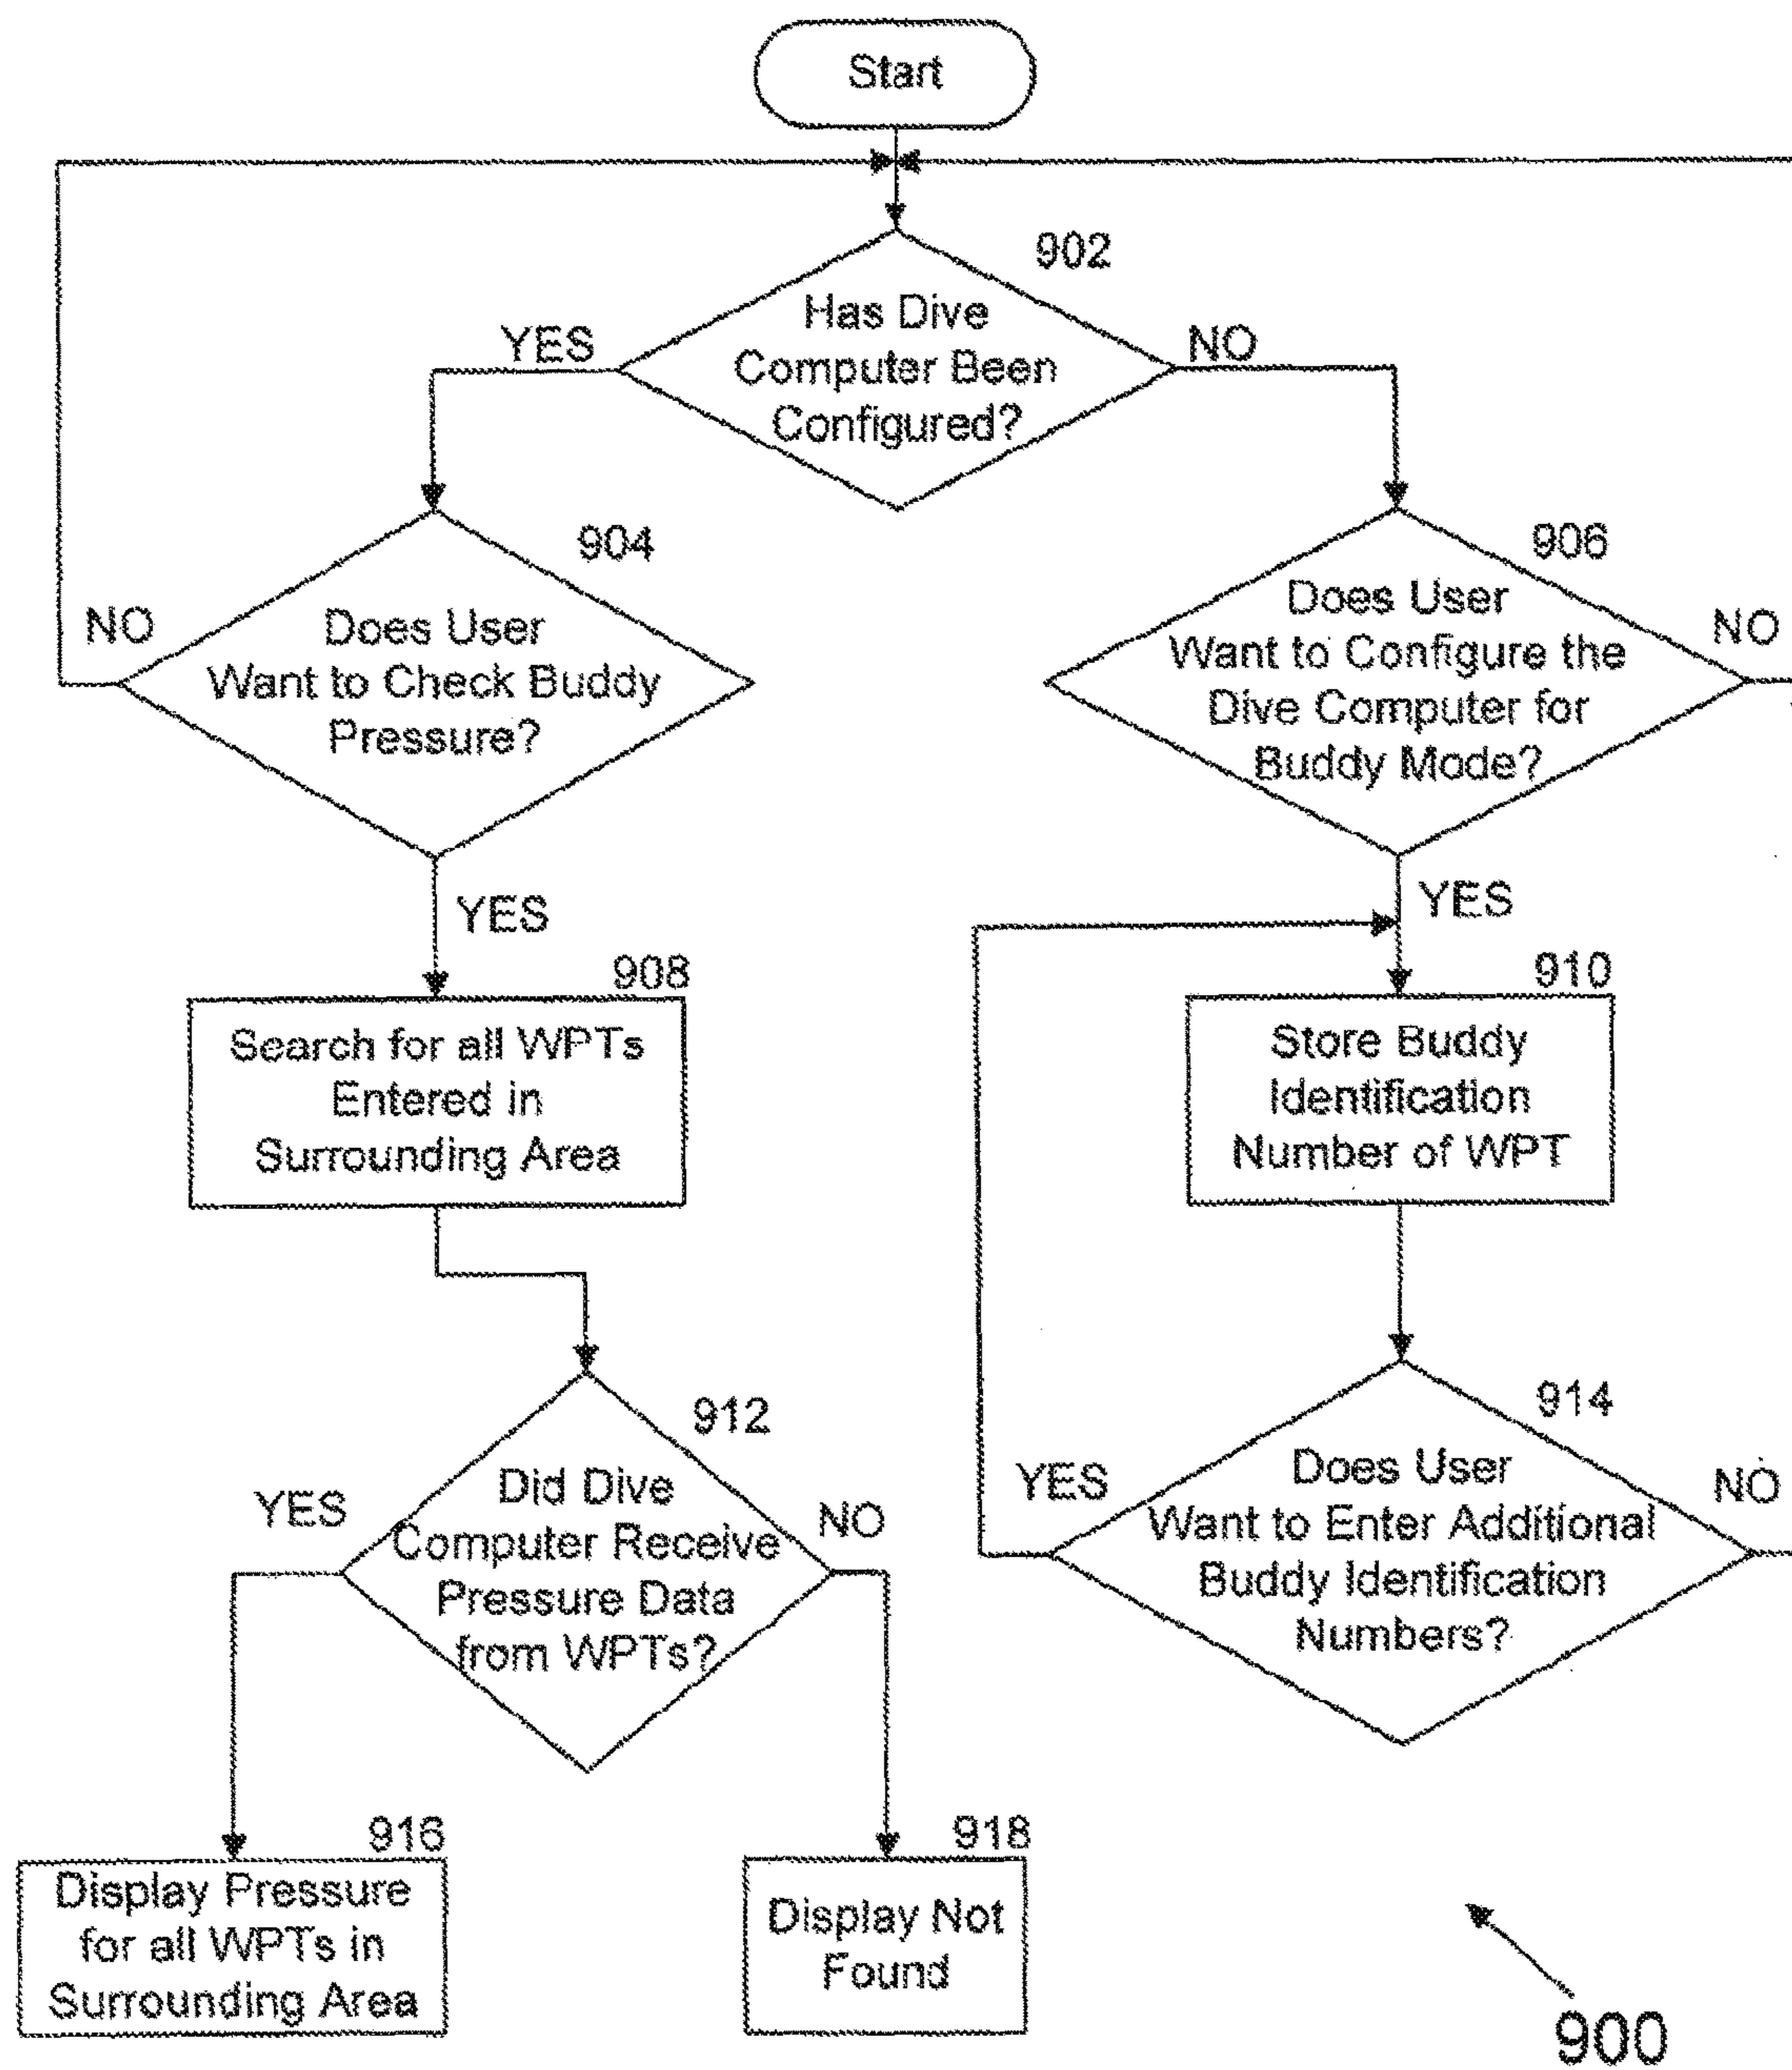 Start
902
Has Dive
Computer Been
Configured?
YES
NO
904
Does User
Want to Check Buddy
Pressure?
NO
906
Does User
Want to Configure the
Dive Computer for
Buddy Mode?
NO
YES
YES
908
Search for all WPTs
Entered in
Surrounding Area
910
Store Buddy
Identification
Number of WPT
912
Did Dive
Computer Receive
Pressure Data
from WPTs?
YES
NO
914
Does User
Want to Enter Additional
Buddy Identification
Numbers?
YES
NO
916
Display Pressure
for all WPTs in
Surrounding Area
918
Display Not
Found
900